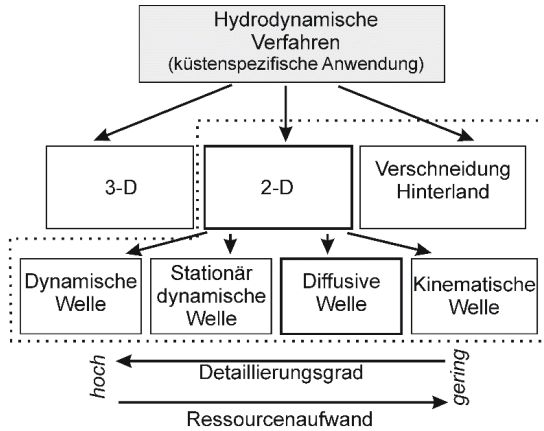 Hydrodynamische
Verfahren
(küstenspezifische Anwendung)
3-D
2-D
Verschneidung
Hinterland
Dynamische
Welle
Stationär
dynamische
Welle
Diffusive
Welle
Kinematische
Welle
hoch
Detaillierungsgrad
gering
Ressourcenaufwand